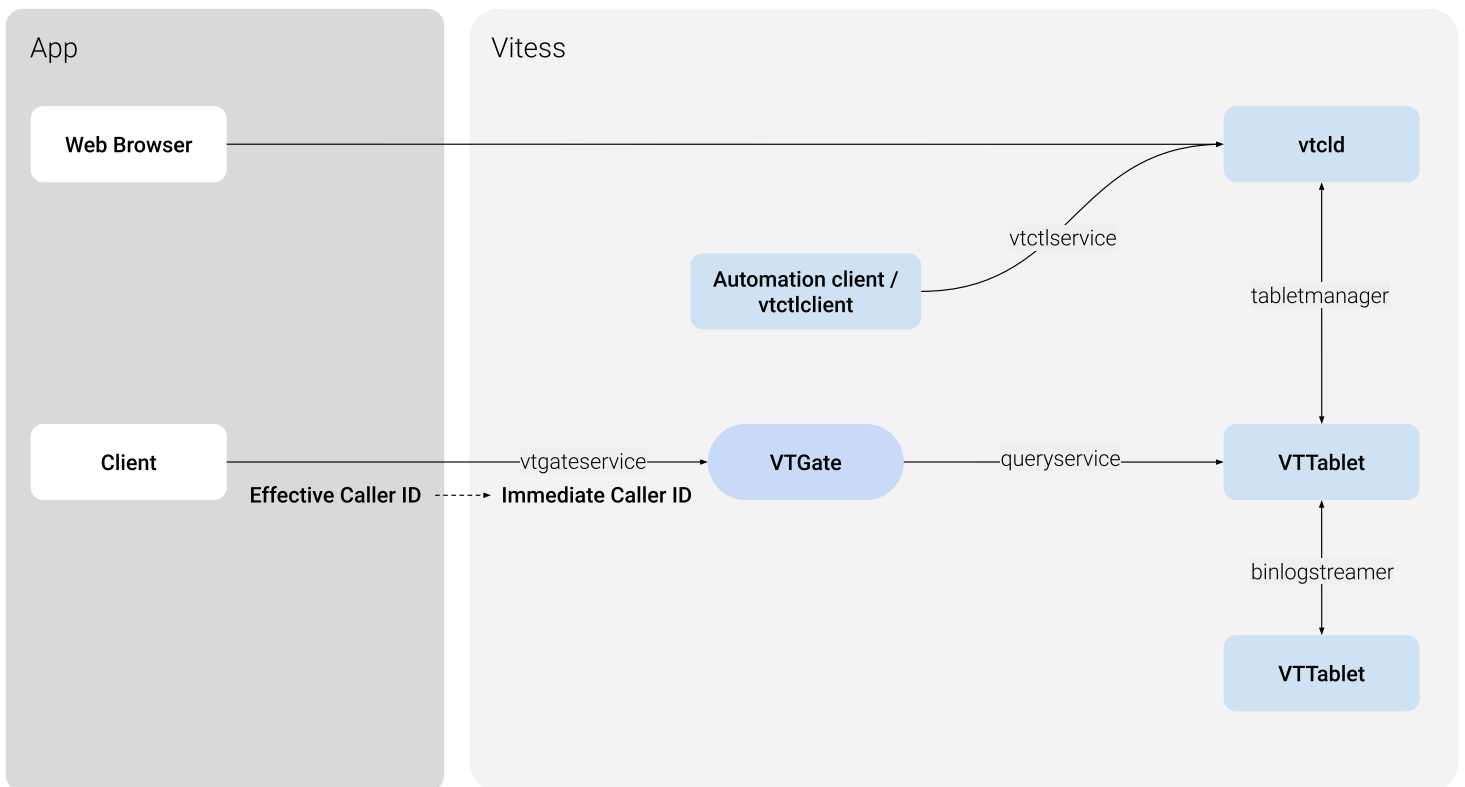 App
Vitess
Web Browser
vtcld
vtctlservice
Automation client /
vtctlclient
tabletmanager
Client
vtgateservice
VTGate
queryservice
VTTablet
Effective Caller ID
Immediate Caller ID
binlogstreamer
VTTablet